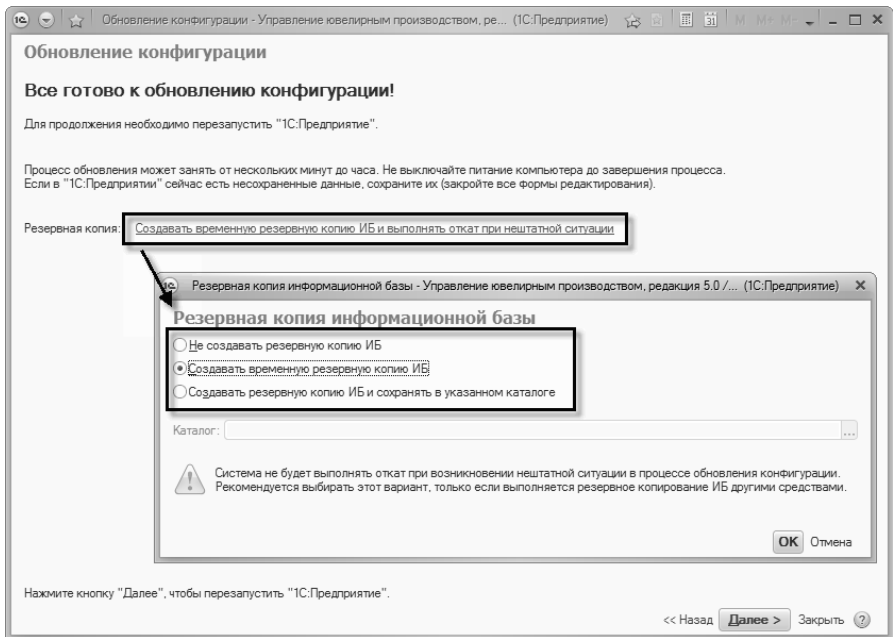 Обновление конфигурации - Управление ювелирным производством, ре... (1С:Предприятие)
31 M M+ M-
Обновление конфигурации
Все готово к обновлению конфигурации!
Для продолжения необходимо перезапустить "1С:Предприятие".
Процесс обновления может занять от нескольких минут до часа. Не выключайте питание компьютера до завершения процесса.
Если в "1С:Предприятии" сейчас есть несохраненные данные, сохраните их (закройте все формы редактирования).
Резервная копия: Создавать временную резервную копию ИБ и выполнять откат при нештатной ситуации
Резервная копия информационной базы - Управление ювелирным производством, редакция 5.0 /... (1С:Предприятие)
Резервная копия информационной базы
Не создавать резервную копию ИБ
Создавать временную резервную копию ИБ
Создавать резервную копию ИБ и сохранять в указанном каталоге
Каталог: ...
Система не будет выполнять откат при возникновении нештатной ситуации в процессе обновления конфигурации.
Рекомендуется выбирать этот вариант, только если выполняется резервное копирование ИБ другими средствами.
OK Отмена
Нажмите кнопку "Далее", чтобы перезапустить "1С:Предприятие".
<< Назад Далее > Закрыть ?